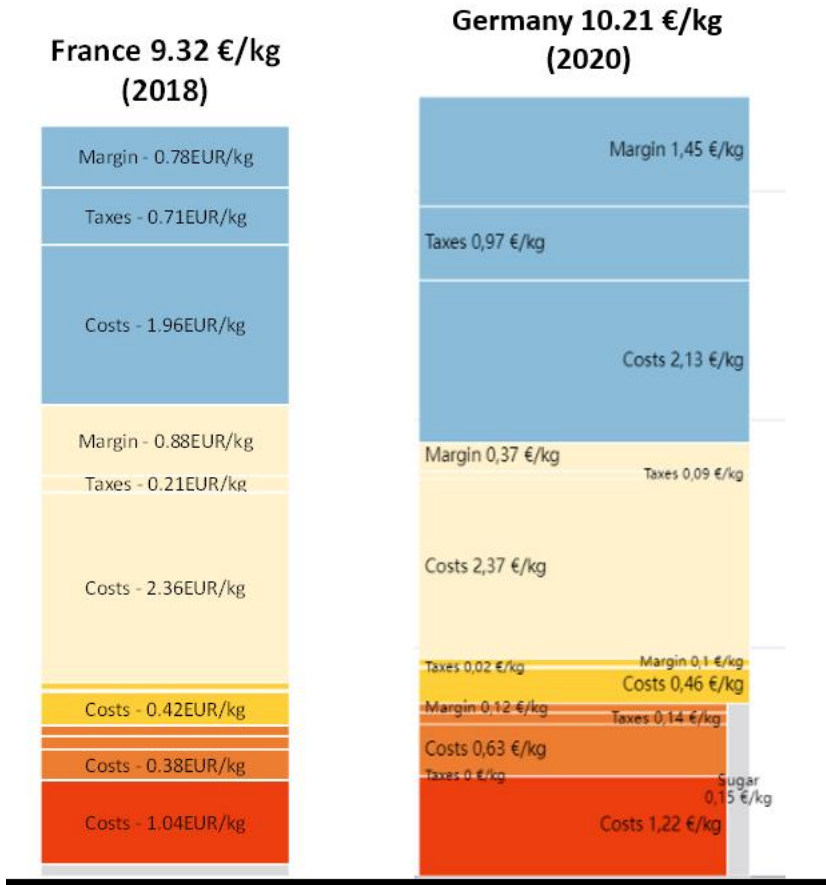 France 9.32 €/kg
(2018)
Margin - 0.78EUR/kg
Taxes - 0.71EUR/kg
Costs - 1.96EUR/kg
Margin - 0.88EUR/kg
Taxes - 0.21EUR/kg
Costs - 2.36EUR/kg
Costs - 0.42EUR/kg
Costs - 0.38EUR/kg
Costs - 1.04EUR/kg
Germany 10.21 €/kg
(2020)
Margin 1,45 €/kg
Taxes 0,97 €/kg
Costs 2,13 €/kg
Margin 0,37 €/kg
Taxes 0,09 €/kg
Costs 2,37 €/kg
Margin 0,1 €/kg
Taxes 0,02 €/kg
Costs 0,46 €/kg
Margin 0,12 €/kg
Taxes 0,14 €/kg
Costs 0,63 €/kg
Taxes 0 €/kg
Sugar
0,15 €/kg
Costs 1,22 €/kg